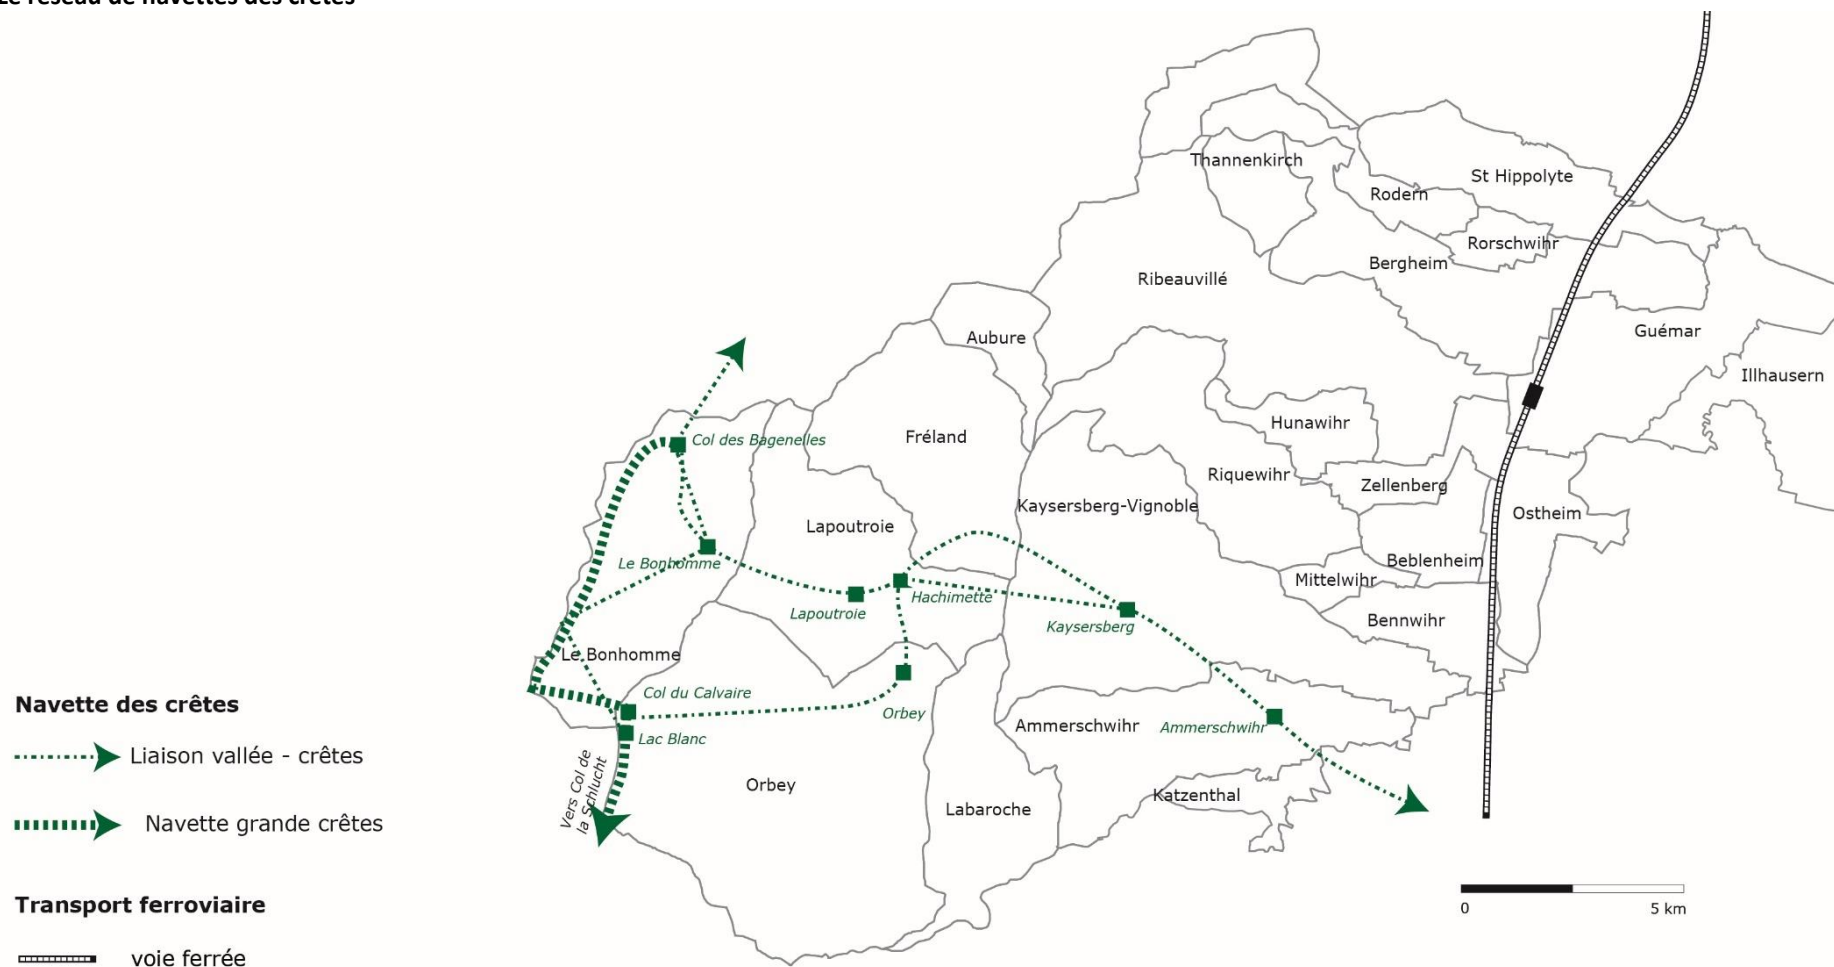 Le réseau de navettes des crêtes
Thannenkirch
St Hippolyte
Rodern
Rorschwihr
Bergheim
Ribeauvillé
Guémar
Aubure
Illhausern
Hunawihr
Fréland
Col des Bagenelles
Riquewihr
Zellenberg
Kaysersberg-Vignoble
Ostheim
Lapoutroie
Beblenheim
Le Bonhomme
Mittelwihr
Hachimette
Lapoutroie
Bennwihr
Kaysersberg
Le Bonhomme
Col du Calvaire
Orbey
Ammerschwihr
Ammerschwihr
Lac Blanc
Vers Col de
la Schlucht
Orbey
Katzenthal
Labaroche
Navette des crêtes
Liaison vallée - crêtes
Navette grande crêtes
Transport ferroviaire
voie ferrée
0 5 km